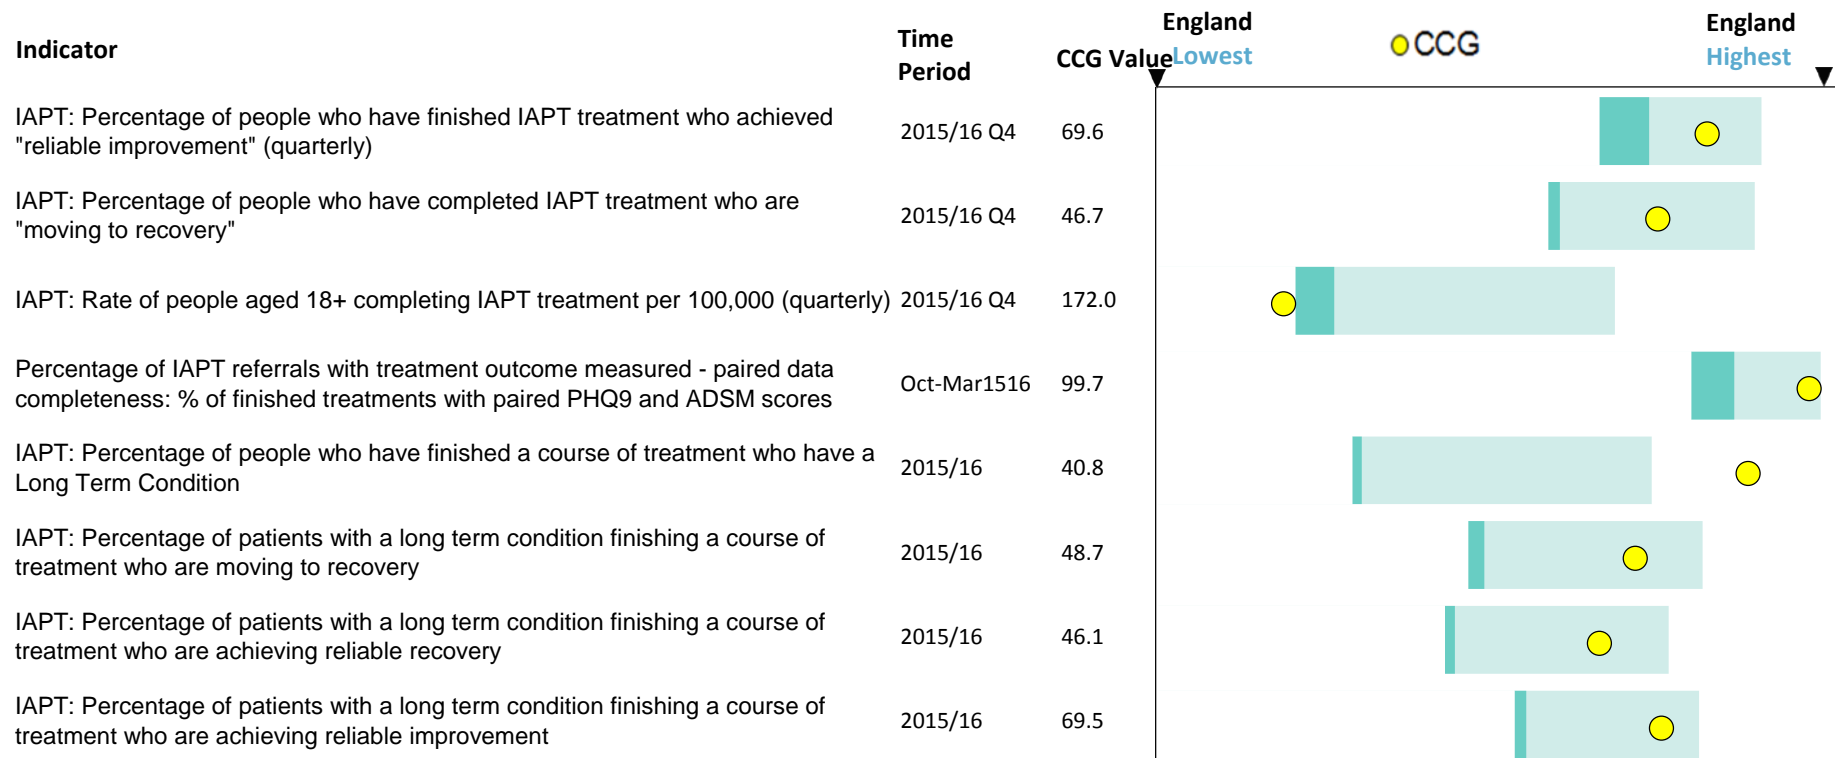 Indicator
Time
Period
CCG Value
England
Lowest
CCG
England
Highest
IAPT: Percentage of people who have finished IAPT treatment who achieved
"reliable improvement" (quarterly)
2015/16 Q4
69.6
IAPT: Percentage of people who have completed IAPT treatment who are
"moving to recovery"
2015/16 Q4
46.7
IAPT: Rate of people aged 18+ completing IAPT treatment per 100,000 (quarterly)
2015/16 Q4
172.0
Percentage of IAPT referrals with treatment outcome measured - paired data
completeness: % of finished treatments with paired PHQ9 and ADSM scores
Oct-Mar1516
99.7
IAPT: Percentage of people who have finished a course of treatment who have a
Long Term Condition
2015/16
40.8
IAPT: Percentage of patients with a long term condition finishing a course of
treatment who are moving to recovery
2015/16
48.7
IAPT: Percentage of patients with a long term condition finishing a course of
treatment who are achieving reliable recovery
2015/16
46.1
IAPT: Percentage of patients with a long term condition finishing a course of
treatment who are achieving reliable improvement
2015/16
69.5